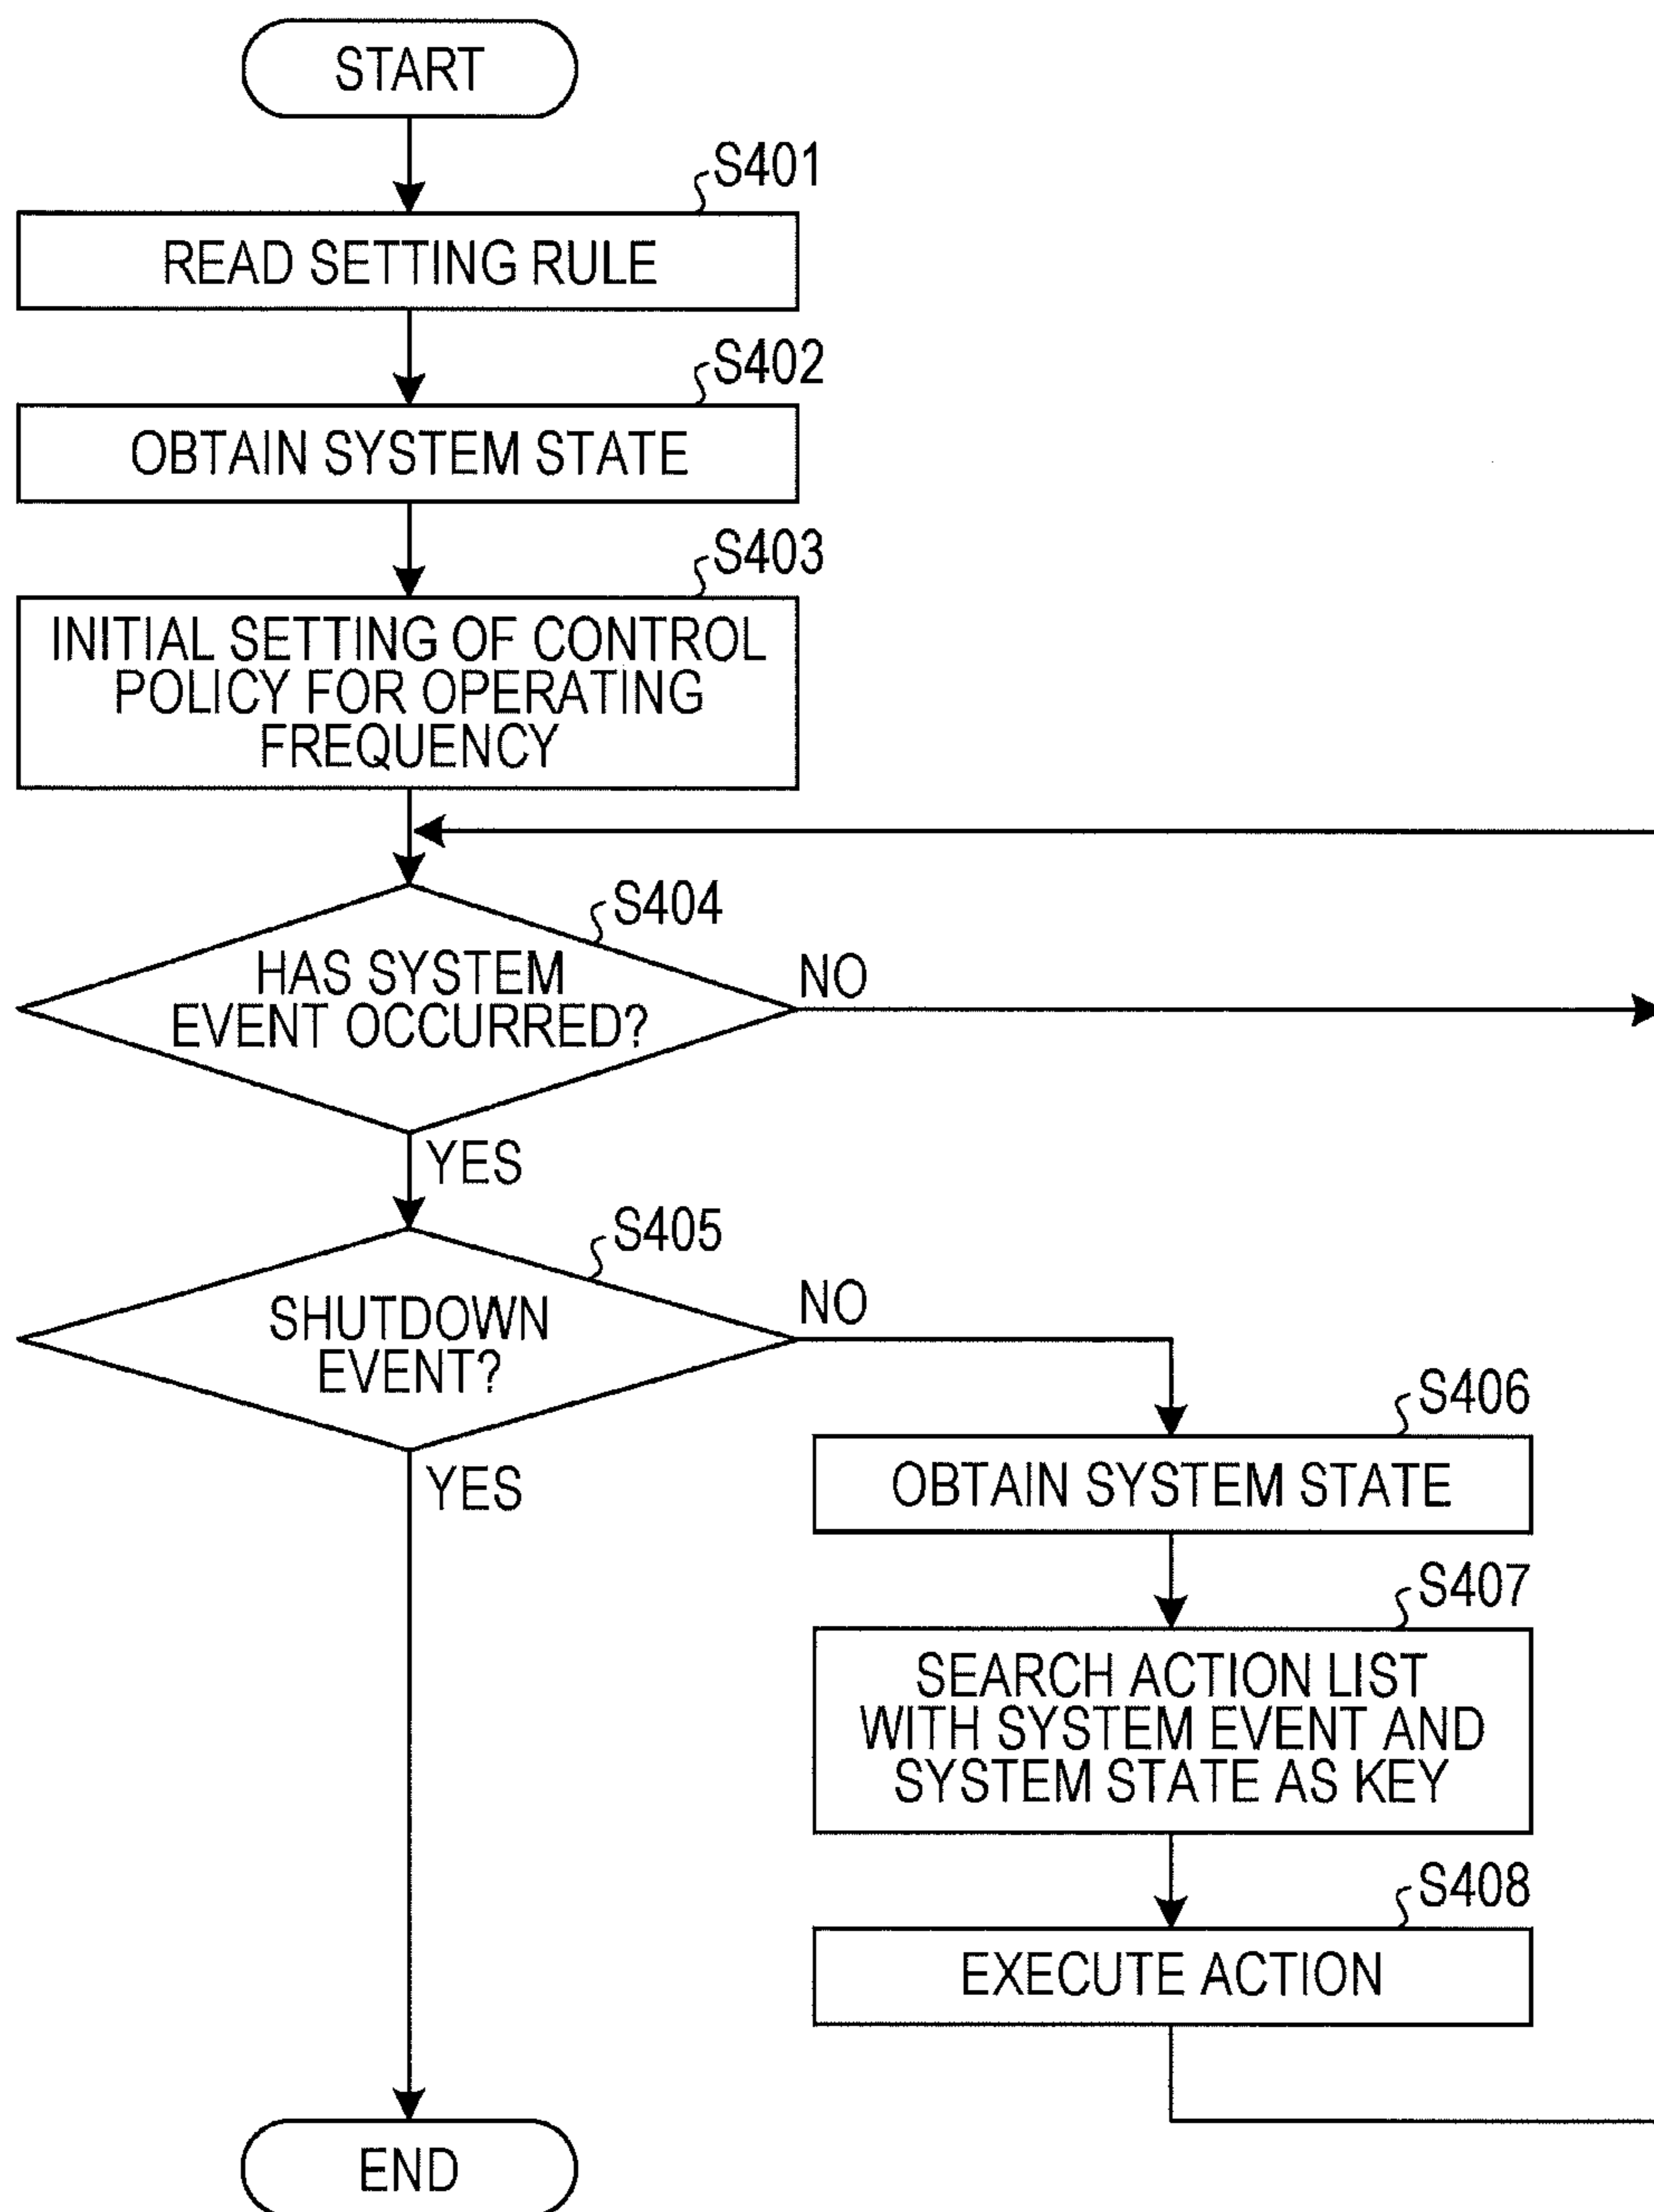 START
S401
READ SETTING RULE
S402
OBTAIN SYSTEM STATE
S403
INITIAL SETTING OF CONTROL
POLICY FOR OPERATING
FREQUENCY
S404
HAS SYSTEM
EVENT OCCURRED?
NO
YES
S405
SHUTDOWN
EVENT?
NO
YES
S406
OBTAIN SYSTEM STATE
S407
SEARCH ACTION LIST
WITH SYSTEM EVENT AND
SYSTEM STATE AS KEY
S408
EXECUTE ACTION
END